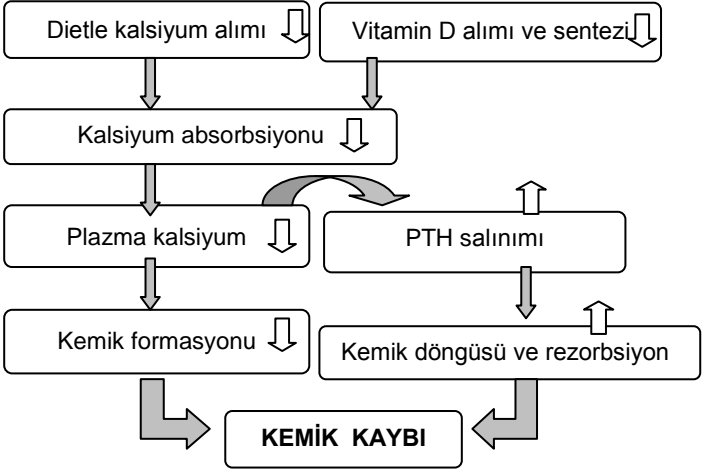 Dietle kalsiyum alımı
Vitamin D alımı ve sentezi
Kalsiyum absorbsiyonu
Plazma kalsiyum
PTH salınımı
Kemik formasyonu
Kemik döngüsü ve rezorbsiyon
KEMİK KAYBI